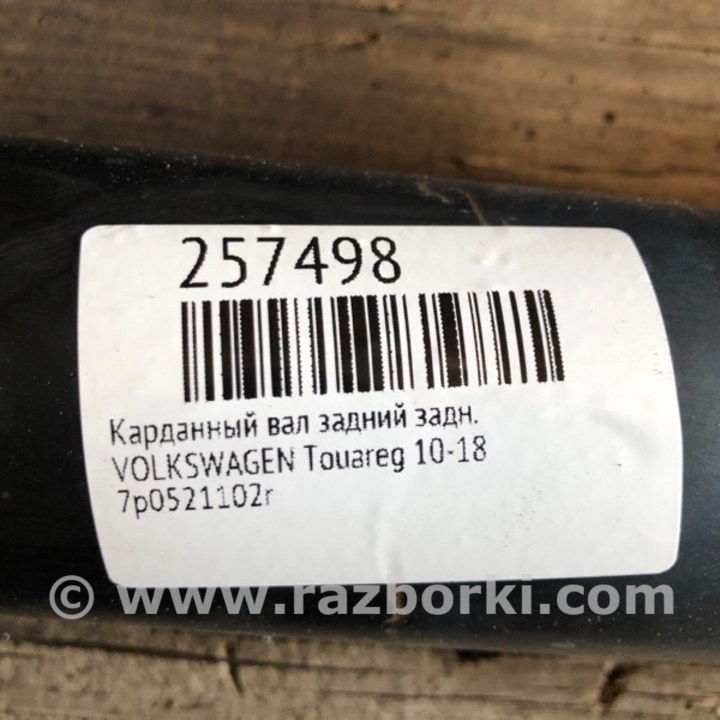 257498
Карданный вал задний задн.
VOLKSWAGEN Touareg 10-18
7p0521102r
© www.razborki.com